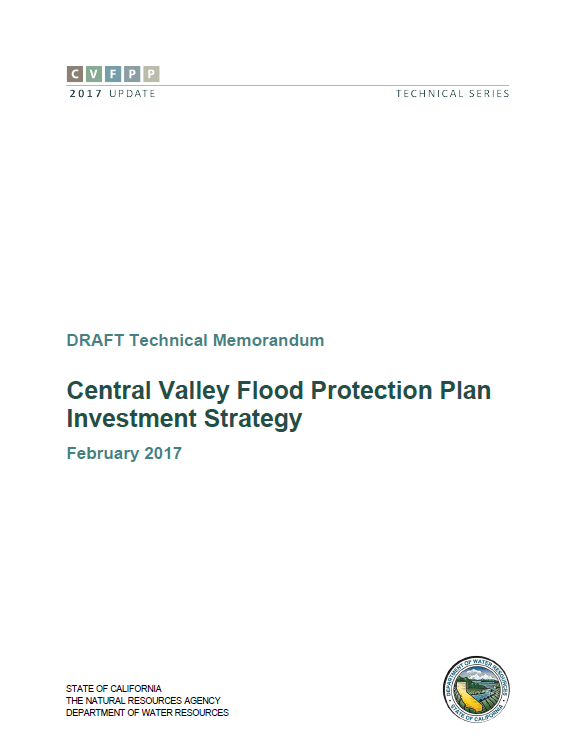 C V F P P
2017 UPDATE TECHNICAL SERIES
DRAFT Technical Memorandum
Central Valley Flood Protection Plan
Investment Strategy
February 2017
STATE OF CALIFORNIA
THE NATURAL RESOURCES AGENCY
DEPARTMENT OF WATER RESOURCES
DEPARTMENT OF WATER RESOURCES
STATE OF CALIFORNIA